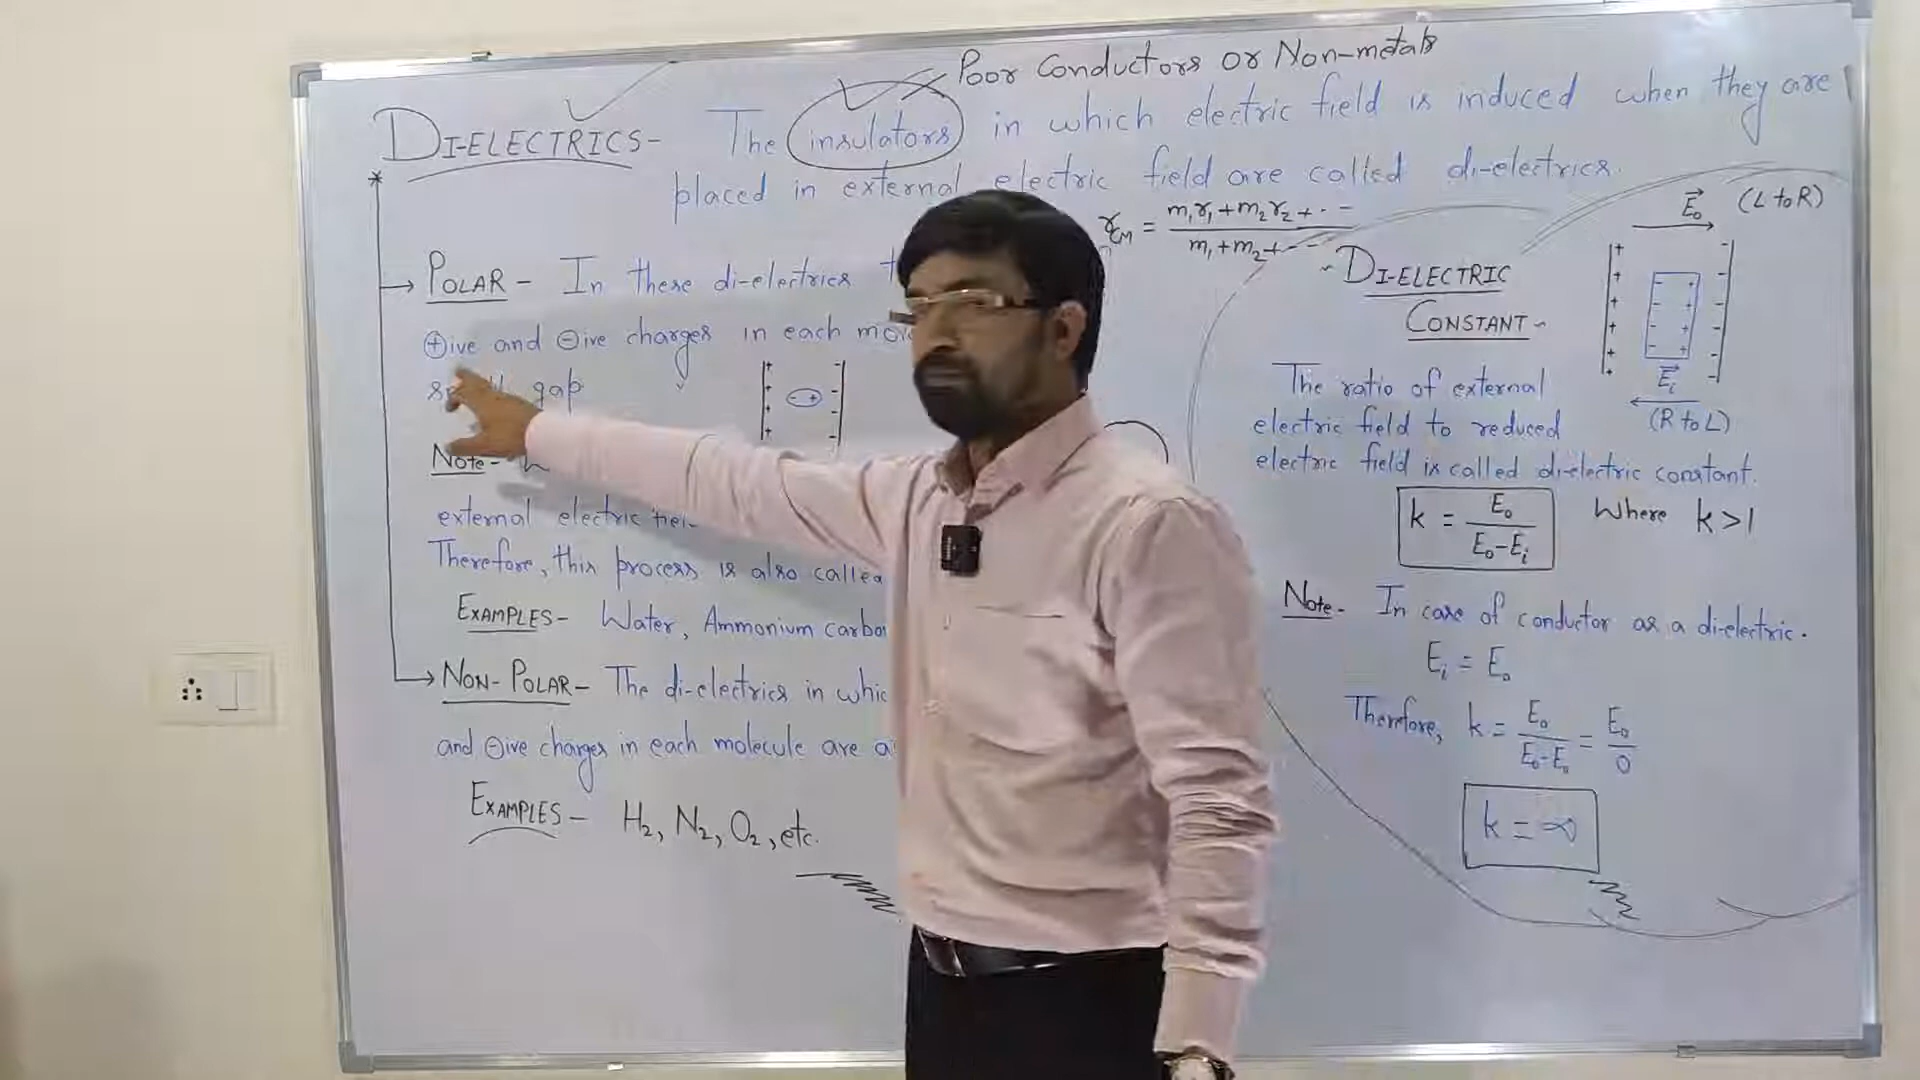 Poor Conductors or Non-metals
DI-ELECTRICS- The insulators in which electric field is induced when they are
placed in external electric field are called di-electrics.
POLAR - In these di-electrics
⊕ive and ⊖ive charges in each
gap
+ + + + - - - -
- +
Note-
external electric
Therefore, this process is also called
EXAMPLES- Water, Ammonium
NON-POLAR- The di-electrics in
and ⊖ive charges in each molecule are
EXAMPLES- H₂, N₂, O₂, etc.
r_CM = m₁r₁+m₂r₂+--- / m₁+m₂+---
DI-ELECTRIC
CONSTANT-
E₀ (L to R)
+ + + + + - - - - -
- - - - + + + +
Eᵢ
(R to L)
The ratio of external
electric field to reduced
electric field is called di-electric constant.
k = E₀ / E₀-Eᵢ Where k>1
Note- In case of conductor as a di-electric.
Eᵢ = E₀
Therefore, k = E₀ / E₀-E₀ = E₀ / 0
k = ∞